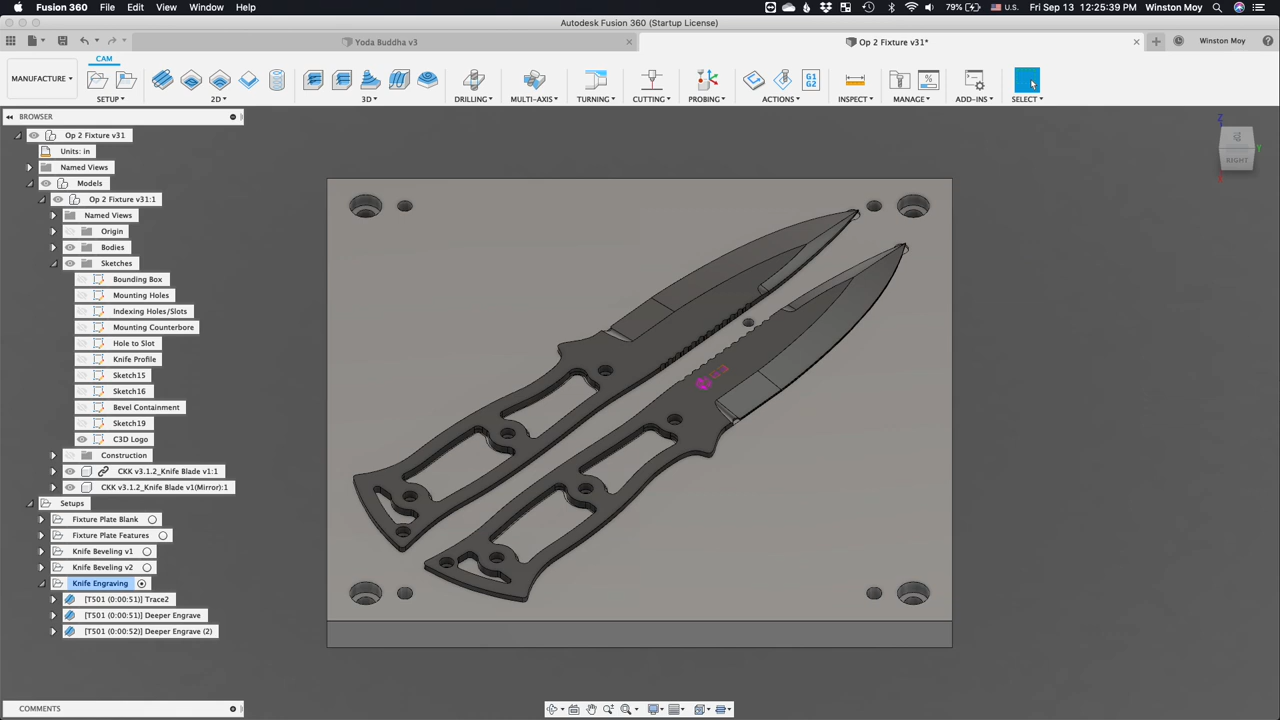 Fusion 360 File Edit View Window Help 79% U.S. Fri Sep 13 12:25:39 PM Winston Moy
Autodesk Fusion 360 (Startup License)
Yoda Buddha v3 Op 2 Fixture v31* Winston Moy
CAM
MANUFACTURE
SETUP 2D 3D DRILLING MULTI-AXIS TURNING CUTTING PROBING ACTIONS INSPECT MANAGE ADD-INS SELECT
G1
G2
BROWSER
Op 2 Fixture v31
Units: in
Named Views
Models
Op 2 Fixture v31:1
Named Views
Origin
Bodies
Sketches
Bounding Box
Mounting Holes
Indexing Holes/Slots
Mounting Counterbore
Hole to Slot
Knife Profile
Sketch15
Sketch16
Bevel Containment
Sketch19
C3D Logo
Construction
CKK v3.1.2_Knife Blade v1:1
CKK v3.1.2_Knife Blade v1(Mirror):1
Setups
Fixture Plate Blank
Fixture Plate Features
Knife Beveling v1
Knife Beveling v2
Knife Engraving
[T501 (0:00:51)] Trace2
[T501 (0:00:51)] Deeper Engrave
[T501 (0:00:52)] Deeper Engrave (2)
COMMENTS
Z
Y
X
RIGHT